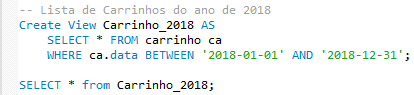 -- Lista de Carrinhos do ano de 2018
Create View Carrinho_2018 AS
SELECT * FROM carrinho ca
WHERE ca.data BETWEEN '2018-01-01' AND '2018-12-31';
SELECT * from Carrinho_2018;